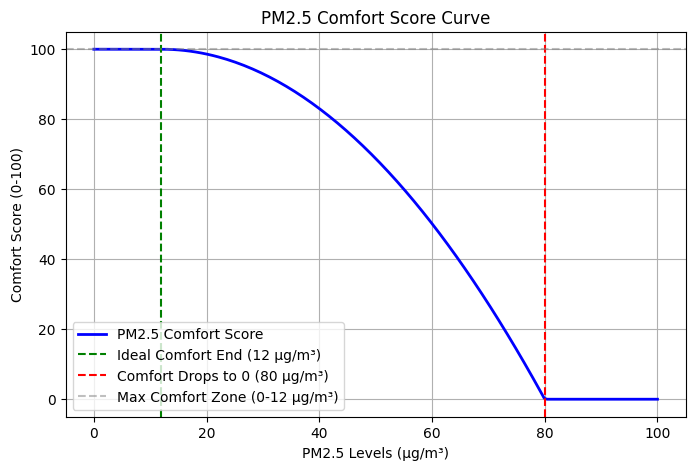 PM2.5 Comfort Score Curve
100
80
60
40
20
0
Comfort Score (0-100)
PM2.5 Comfort Score
Ideal Comfort End (12 μg/m³)
Comfort Drops to 0 (80 μg/m³)
Max Comfort Zone (0-12 μg/m³)
0 20 40 60 80 100
PM2.5 Levels (μg/m³)